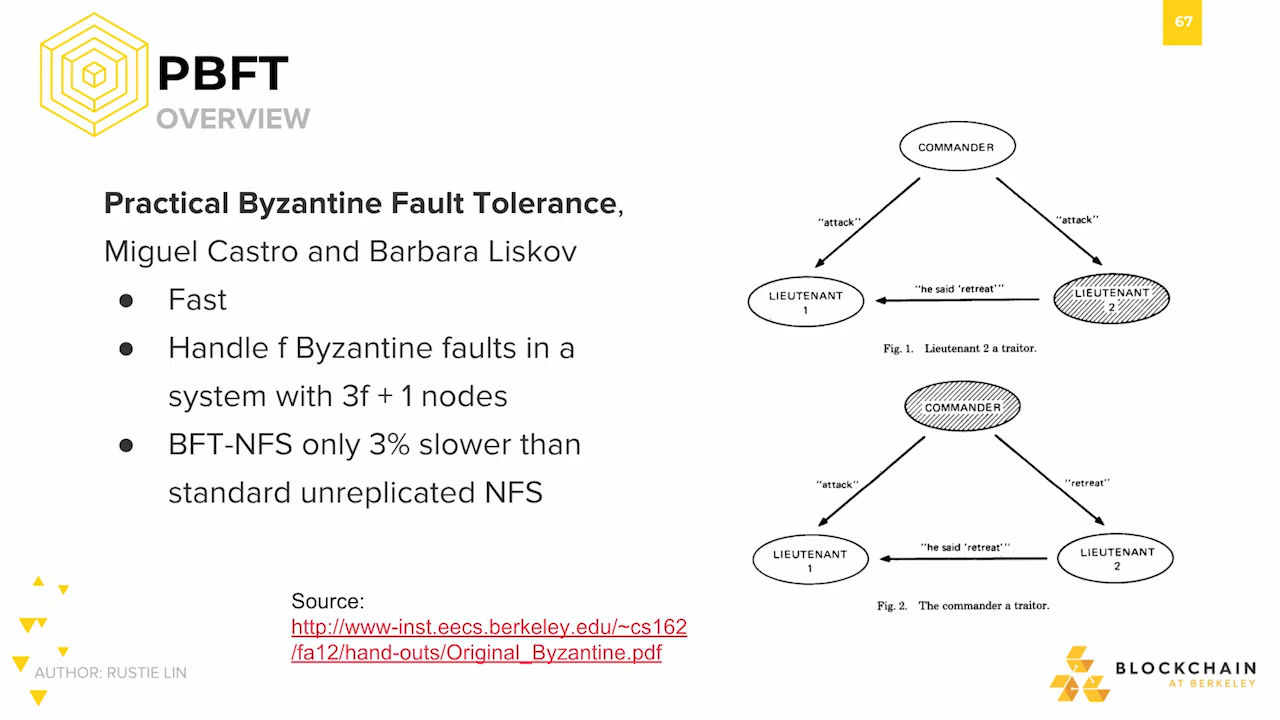 67
PBFT
OVERVIEW
Practical Byzantine Fault Tolerance,
Miguel Castro and Barbara Liskov
● Fast
● Handle f Byzantine faults in a
system with 3f + 1 nodes
● BFT-NFS only 3% slower than
standard unreplicated NFS
COMMANDER
"attack"
"attack"
LIEUTENANT
1
"he said 'retreat'"
LIEUTENANT
2
Fig. 1. Lieutenant 2 a traitor.
COMMANDER
"attack"
"retreat"
LIEUTENANT
1
"he said 'retreat'"
LIEUTENANT
2
Fig. 2. The commander a traitor.
Source:
http://www-inst.eecs.berkeley.edu/~cs162
/fa12/hand-outs/Original_Byzantine.pdf
AUTHOR: RUSTIE LIN
BLOCKCHAIN
AT BERKELEY